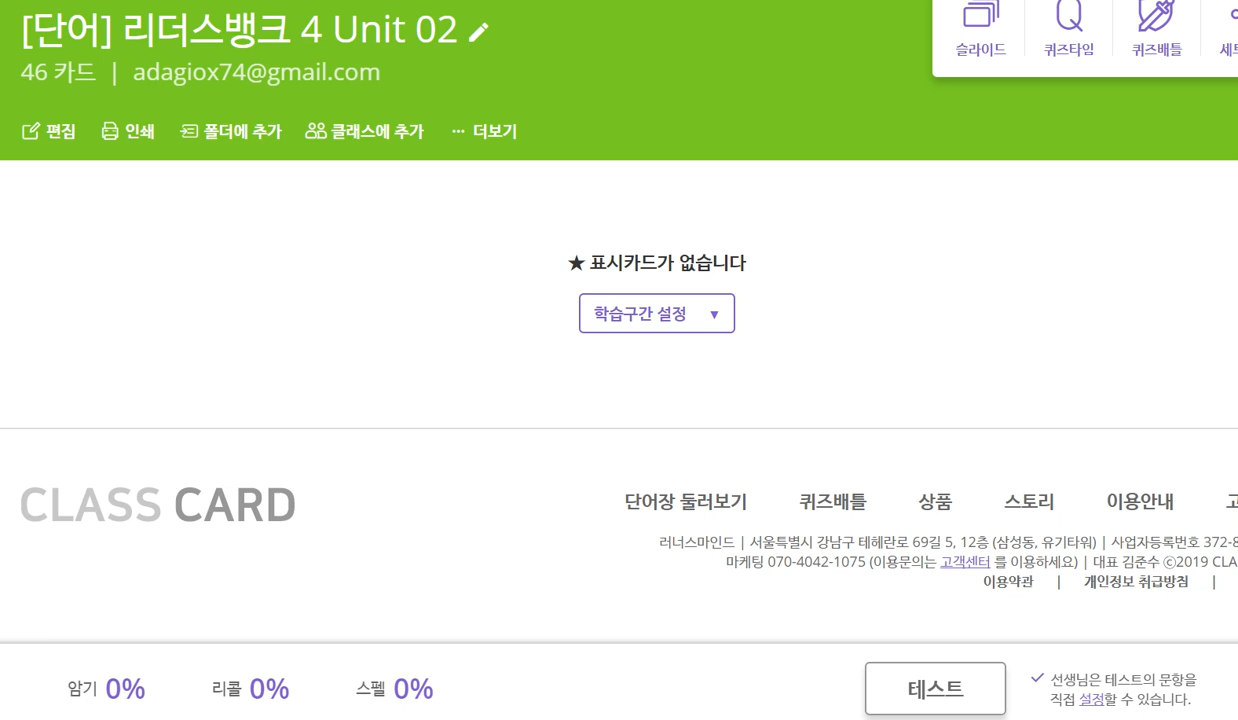 [단어] 리더스뱅크 4 Unit 02
46 카드 | adagiox74@gmail.com
슬라이드 퀴즈타임 퀴즈배틀
편집 인쇄 폴더에 추가 클래스에 추가 ··· 더보기
★ 표시카드가 없습니다
학습구간 설정 ▼
CLASS CARD
단어장 둘러보기 퀴즈배틀 상품 스토리 이용안내
러너스마인드 | 서울특별시 강남구 테헤란로 69길 5, 12층 (삼성동, 유기타워) | 사업자등록번호 372-8
마케팅 070-4042-1075 (이용문의는 고객센터 를 이용하세요) | 대표 김준수 ⓒ2019 CLA
이용약관 | 개인정보 취급방침 |
암기 0% 리콜 0% 스펠 0%
테스트
선생님은 테스트의 문항을
직접 설정할 수 있습니다.